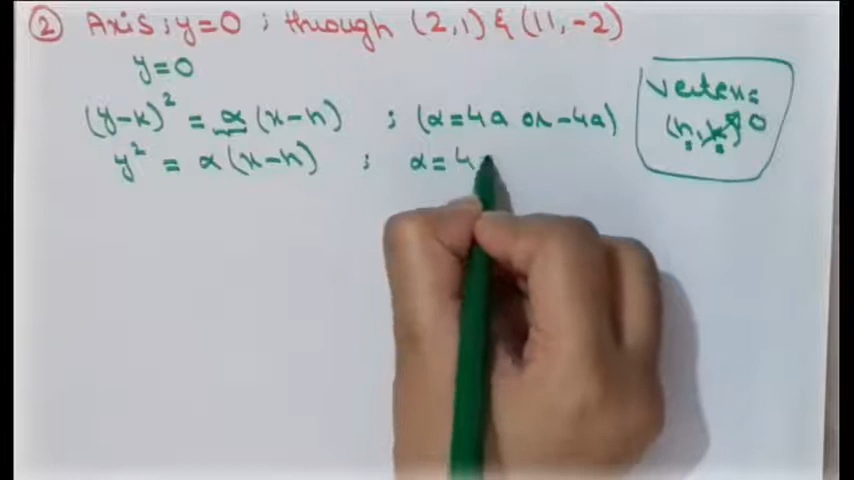 ② Axis: y=0 ; through (2,1) & (11,-2)
y=0
(y-k)² = α(x-h) ; (α=4a or -4a)
y² = α(x-h) ; α=4
Vertex:
(h,k) 0